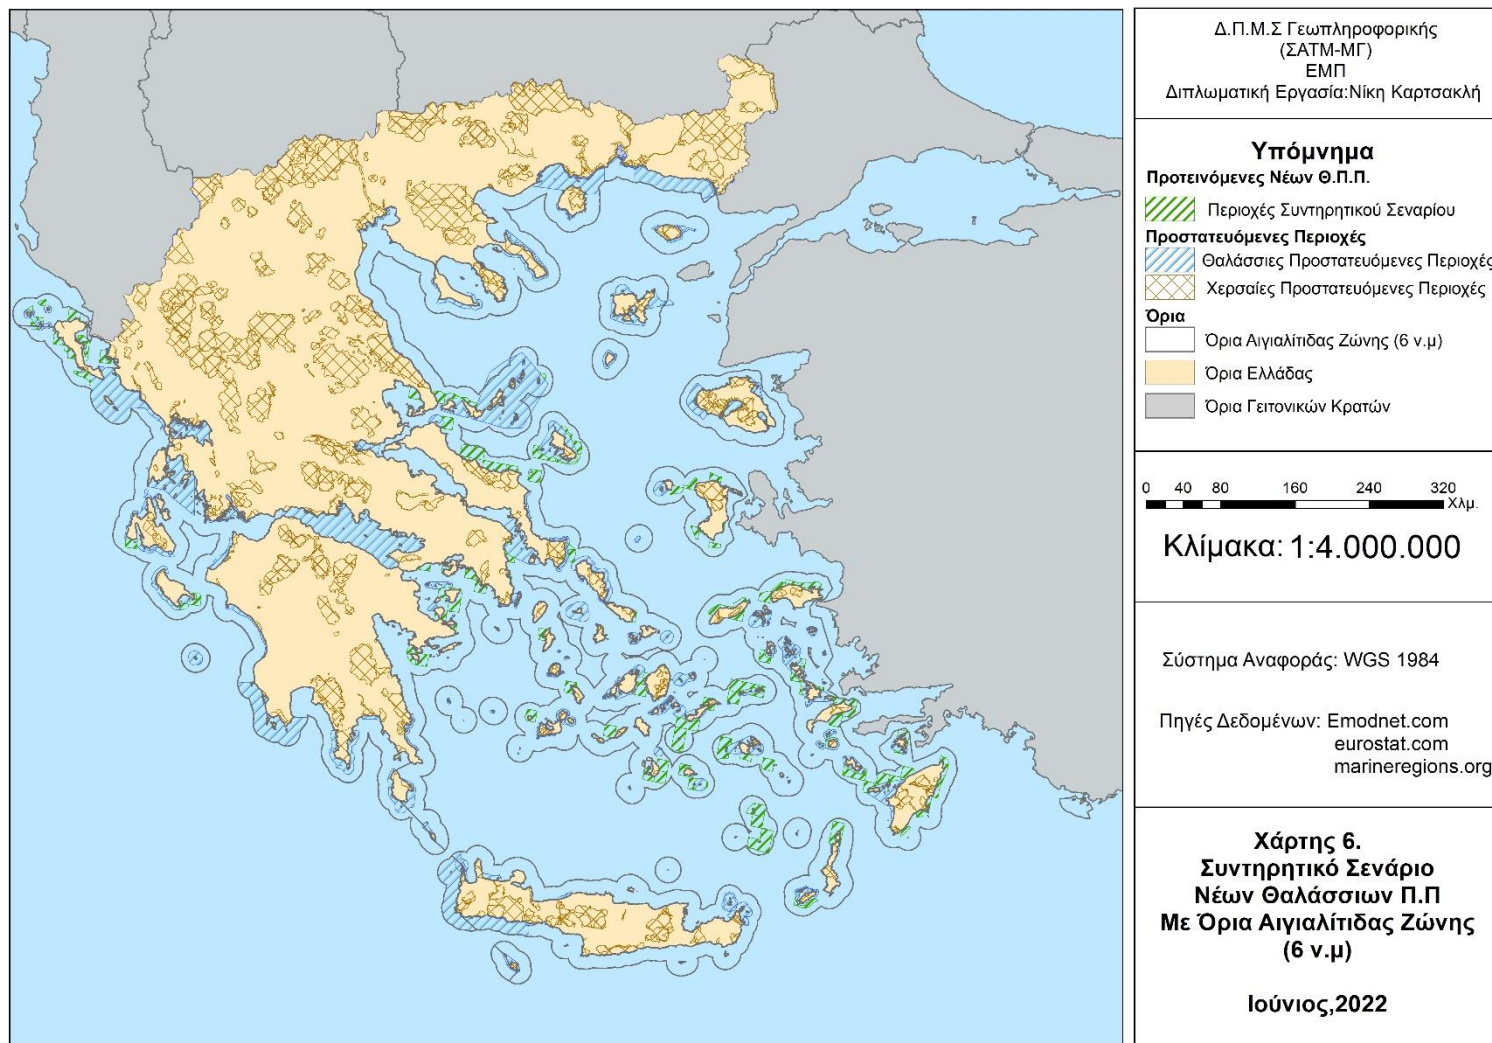 Δ.Π.Μ.Σ Γεωπληροφορικής
(ΣΑΤΜ-ΜΓ)
ΕΜΠ
Διπλωματική Εργασία:Νίκη Καρτσακλή
Υπόμνημα
Προτεινόμενες Νέων Θ.Π.Π.
Περιοχές Συντηρητικού Σεναρίου
Προστατευόμενες Περιοχές
Θαλάσσιες Προστατευόμενες Περιοχές
Χερσαίες Προστατευόμενες Περιοχές
Όρια
Όρια Αιγιαλίτιδας Ζώνης (6 ν.μ)
Όρια Ελλάδας
Όρια Γειτονικών Κρατών
0 40 80 160 240 320
Χλμ.
Κλίμακα: 1:4.000.000
Σύστημα Αναφοράς: WGS 1984
Πηγές Δεδομένων: Emodnet.com
eurostat.com
marineregions.org
Χάρτης 6.
Συντηρητικό Σενάριο
Νέων Θαλάσσιων Π.Π
Με Όρια Αιγιαλίτιδας Ζώνης
(6 ν.μ)
Ιούνιος,2022